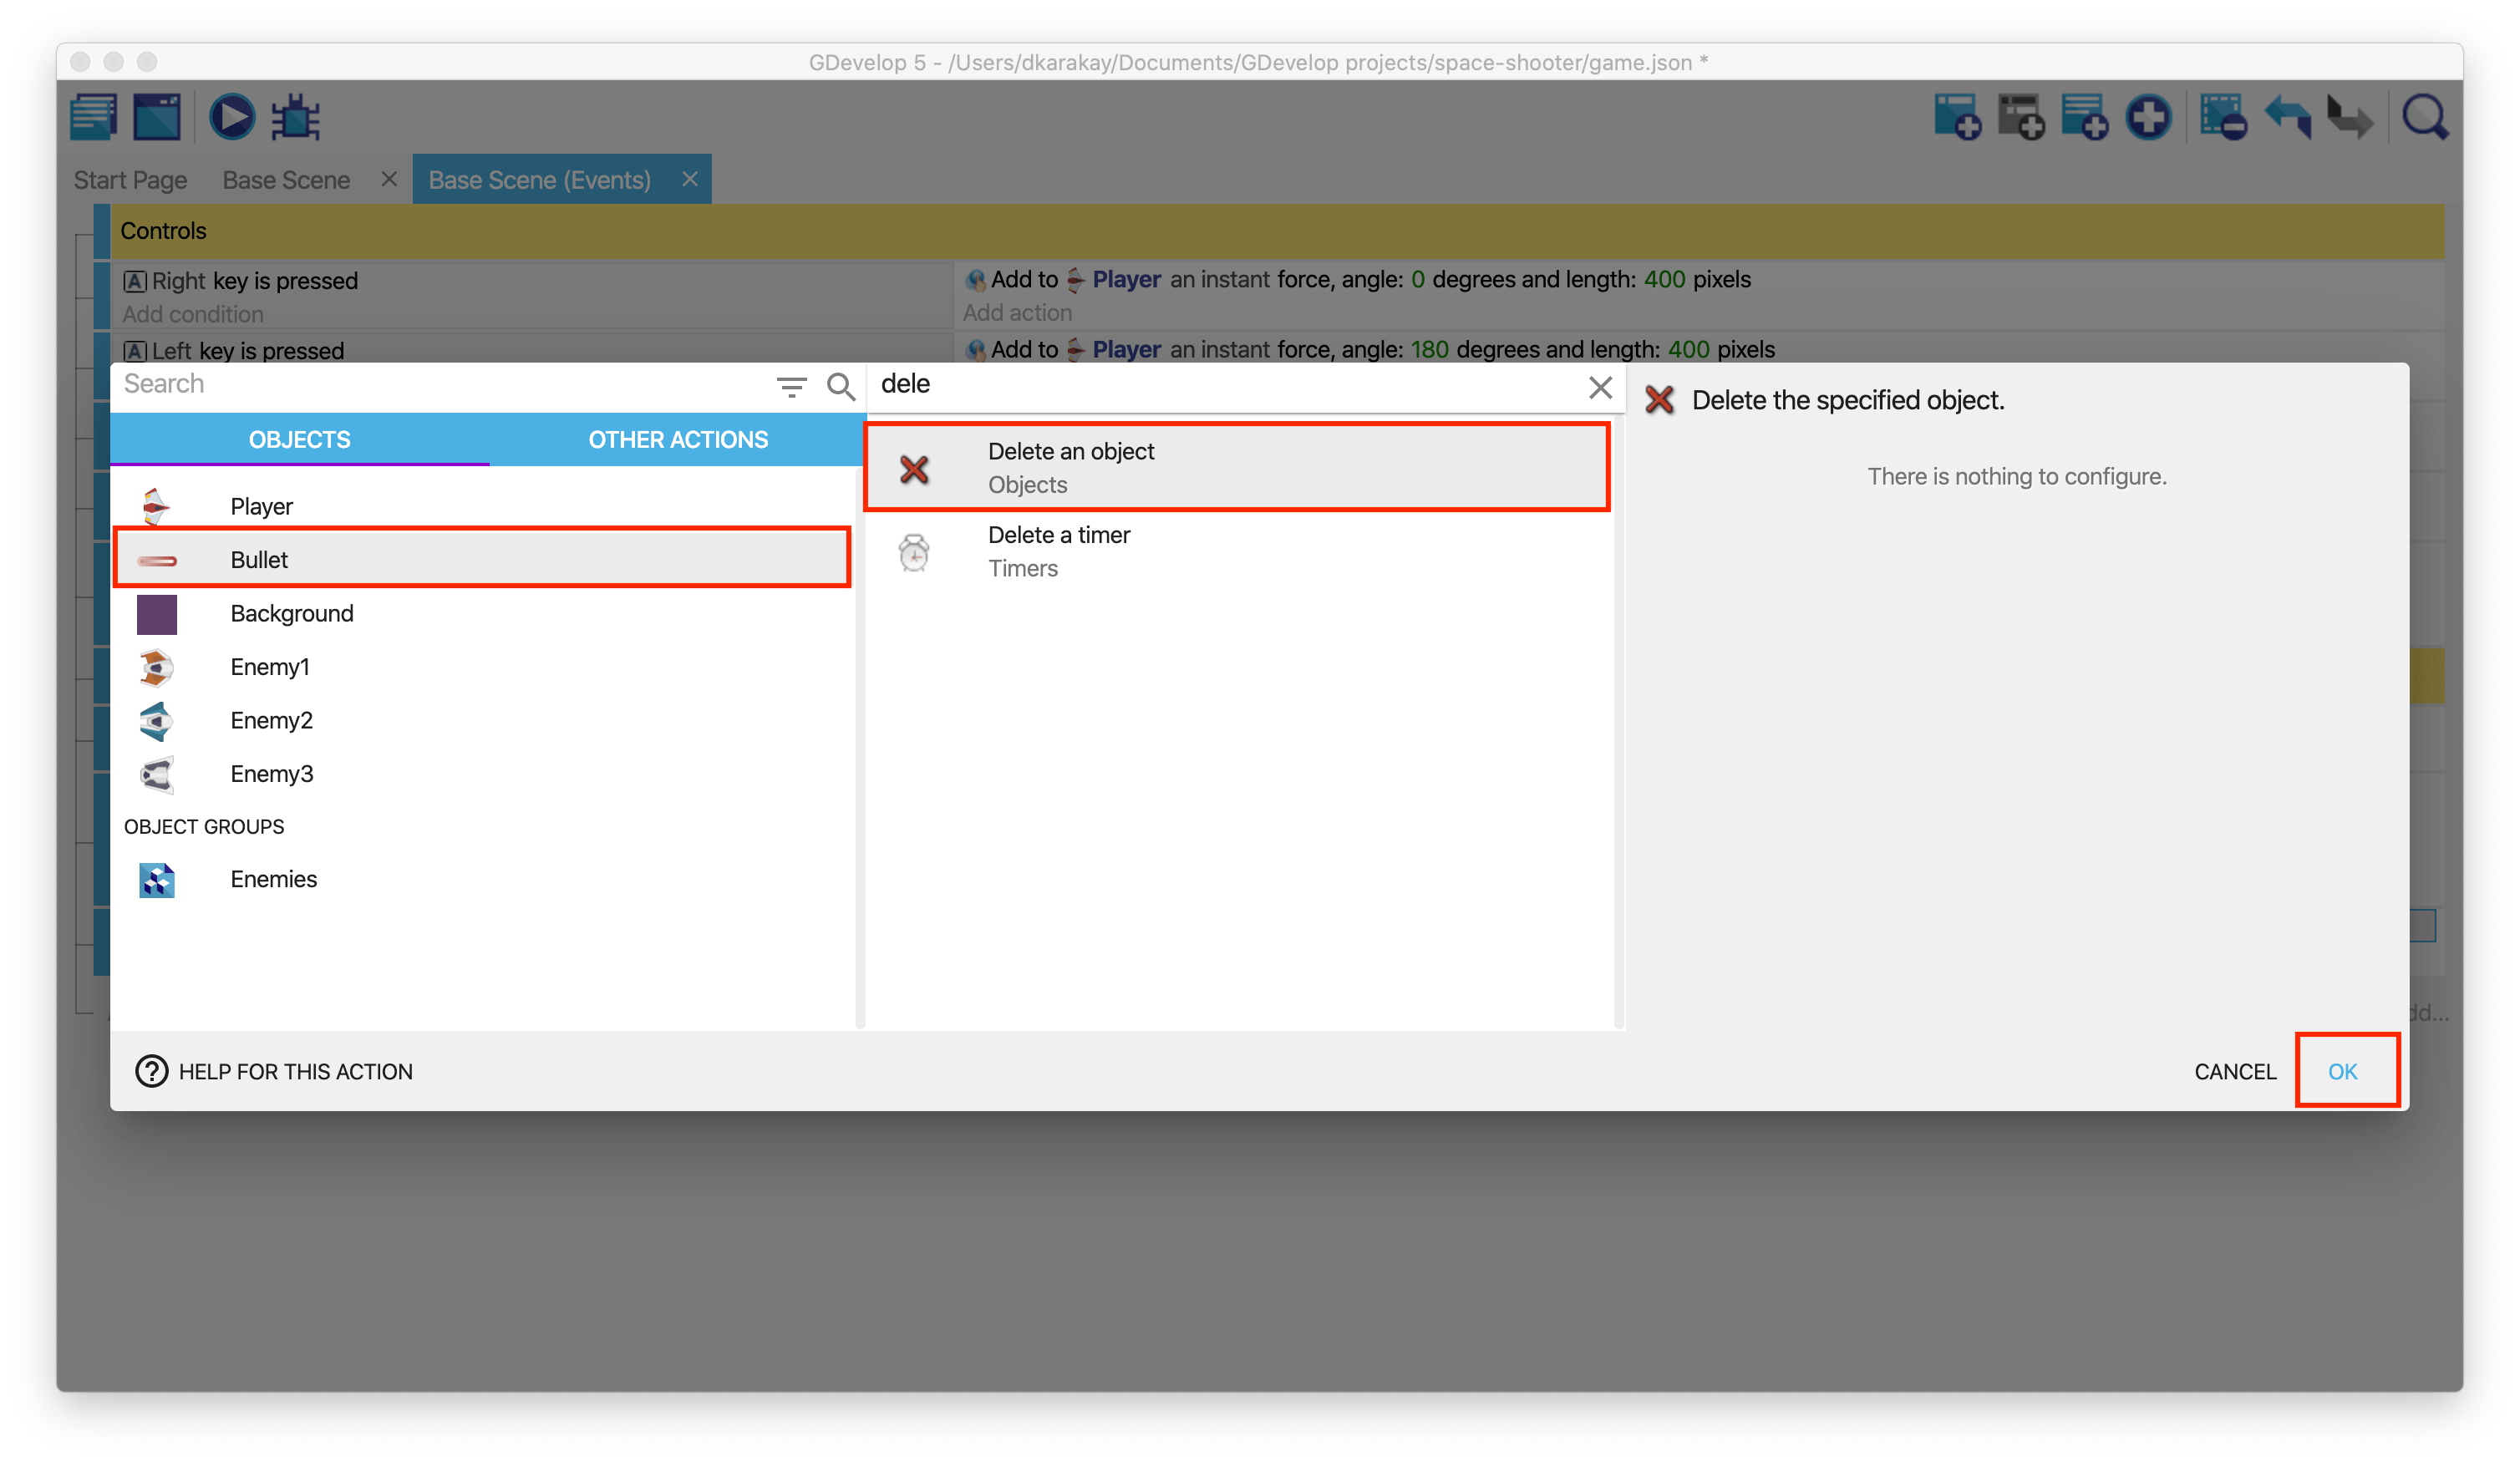 GDevelop 5 - /Users/dkarakay/Documents/GDevelop projects/space-shooter/game.json *
Start Page
Base Scene
Base Scene (Events)
Controls
A Right key is pressed
Add to Player an instant force, angle: 0 degrees and length: 400 pixels
Add condition
Add action
A Left key is pressed
Add to Player an instant force, angle: 180 degrees and length: 400 pixels
Search
dele
Delete the specified object.
OBJECTS
OTHER ACTIONS
Delete an object
Objects
There is nothing to configure.
Player
Delete a timer
Timers
Bullet
Background
Enemy1
Enemy2
Enemy3
OBJECT GROUPS
Enemies
? HELP FOR THIS ACTION
CANCEL
OK